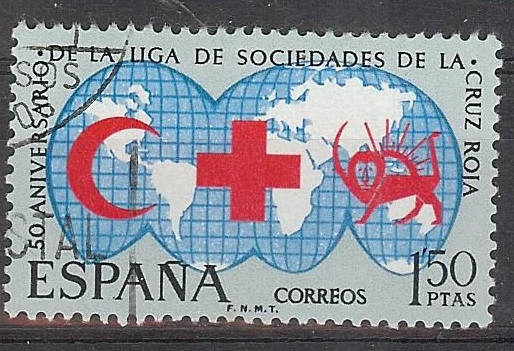 50 ANIVERSARIO · DE LA LIGA DE SOCIEDADES DE LA · CRUZ ROJA
ESPAÑA CORREOS 1'50 PTAS
F.N.M.T.